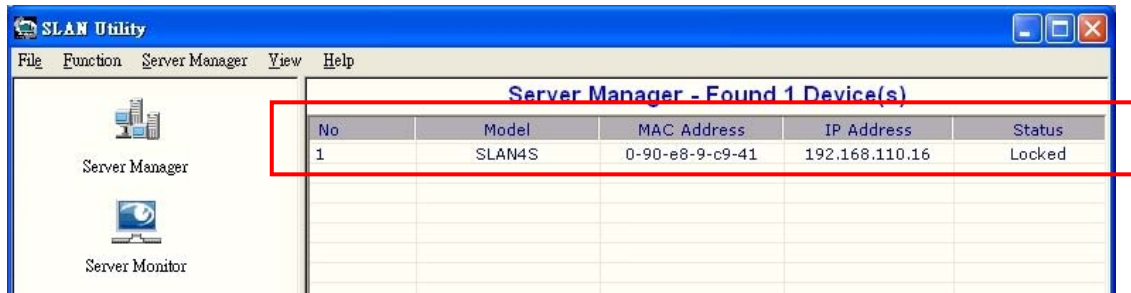 SLAN Utility
File Function Server Manager View Help
Server Manager - Found 1 Device(s)
No Model MAC Address IP Address Status
1 SLAN4S 0-90-e8-9-c9-41 192.168.110.16 Locked
Server Manager
Server Monitor